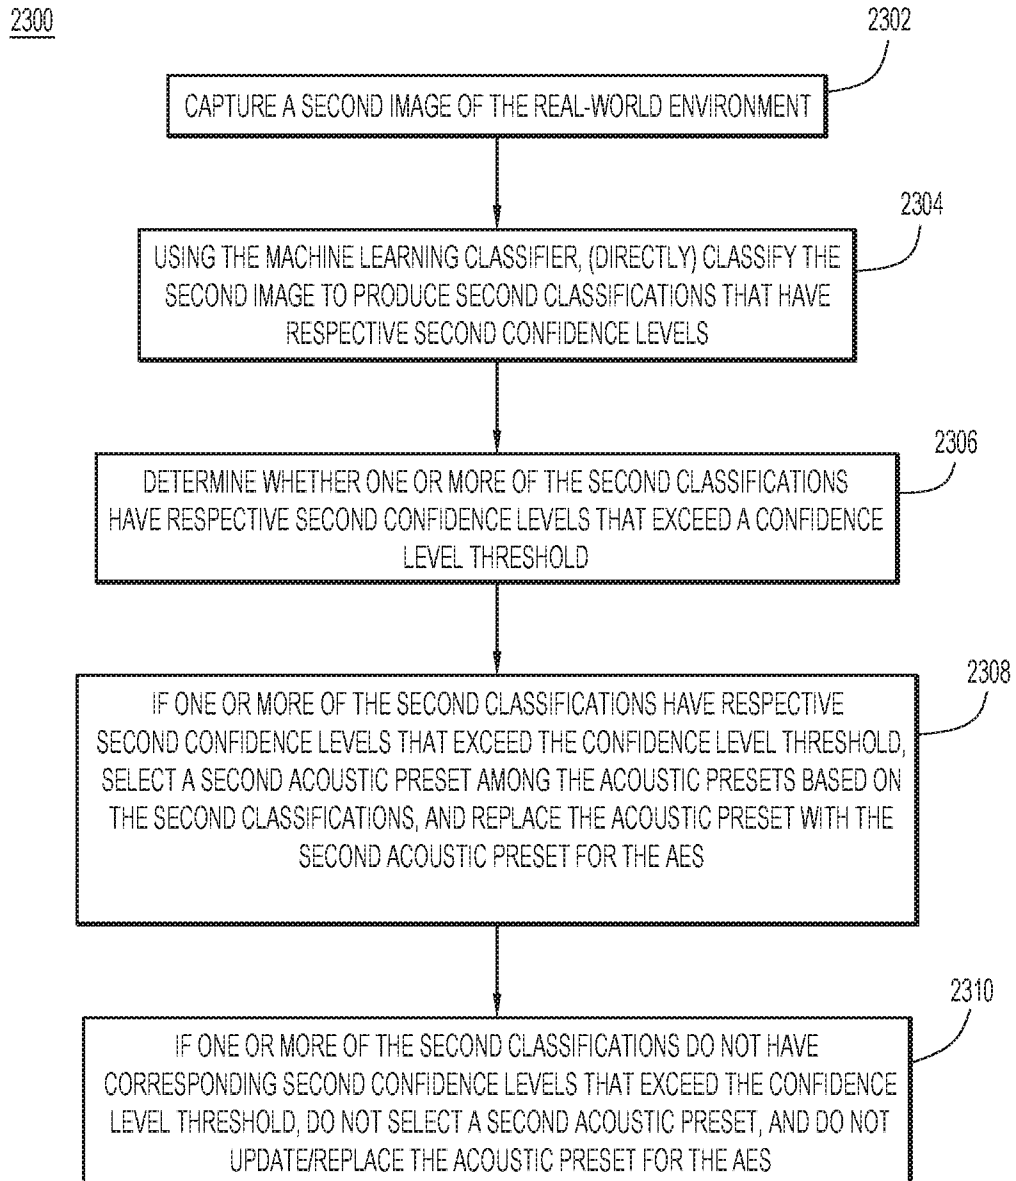 2300
2302
CAPTURE A SECOND IMAGE OF THE REAL-WORLD ENVIRONMENT
2304
USING THE MACHINE LEARNING CLASSIFIER, (DIRECTLY) CLASSIFY THE
SECOND IMAGE TO PRODUCE SECOND CLASSIFICATIONS THAT HAVE
RESPECTIVE SECOND CONFIDENCE LEVELS
2306
DETERMINE WHETHER ONE OR MORE OF THE SECOND CLASSIFICATIONS
HAVE RESPECTIVE SECOND CONFIDENCE LEVELS THAT EXCEED A CONFIDENCE
LEVEL THRESHOLD
2308
IF ONE OR MORE OF THE SECOND CLASSIFICATIONS HAVE RESPECTIVE
SECOND CONFIDENCE LEVELS THAT EXCEED THE CONFIDENCE LEVEL THRESHOLD,
SELECT A SECOND ACOUSTIC PRESET AMONG THE ACOUSTIC PRESETS BASED ON
THE SECOND CLASSIFICATIONS, AND REPLACE THE ACOUSTIC PRESET WITH THE
SECOND ACOUSTIC PRESET FOR THE AES
2310
IF ONE OR MORE OF THE SECOND CLASSIFICATIONS DO NOT HAVE
CORRESPONDING SECOND CONFIDENCE LEVELS THAT EXCEED THE CONFIDENCE
LEVEL THRESHOLD, DO NOT SELECT A SECOND ACOUSTIC PRESET, AND DO NOT
UPDATE/REPLACE THE ACOUSTIC PRESET FOR THE AES